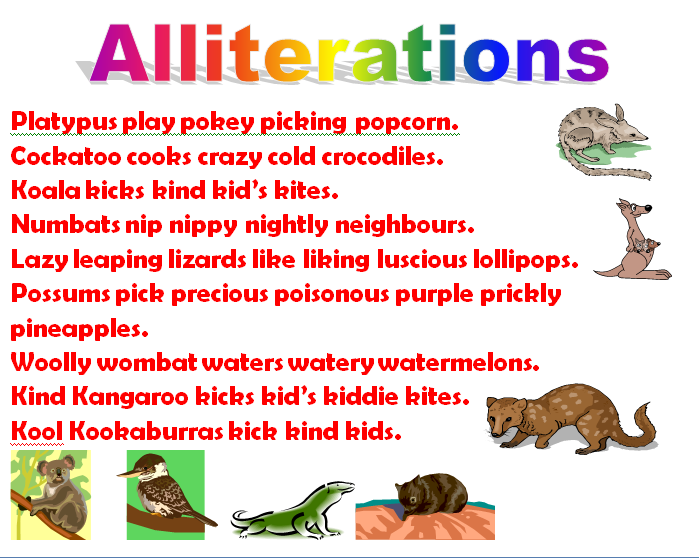 Alliterations
Platypus play pokey picking popcorn.
Cockatoo cooks crazy cold crocodiles.
Koala kicks kind kid's kites.
Numbats nip nippy nightly neighbours.
Lazy leaping lizards like liking luscious lollipops.
Possums pick precious poisonous purple prickly
pineapples.
Woolly wombat waters watery watermelons.
Kind Kangaroo kicks kid's kiddie kites.
Kool Kookaburras kick kind kids.